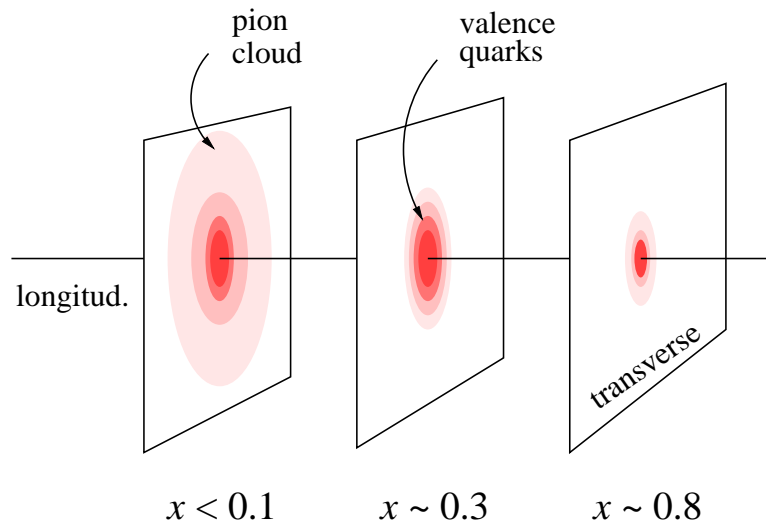 pion
cloud
valence
quarks
longitud.
transverse
x < 0.1
x ~ 0.3
x ~ 0.8